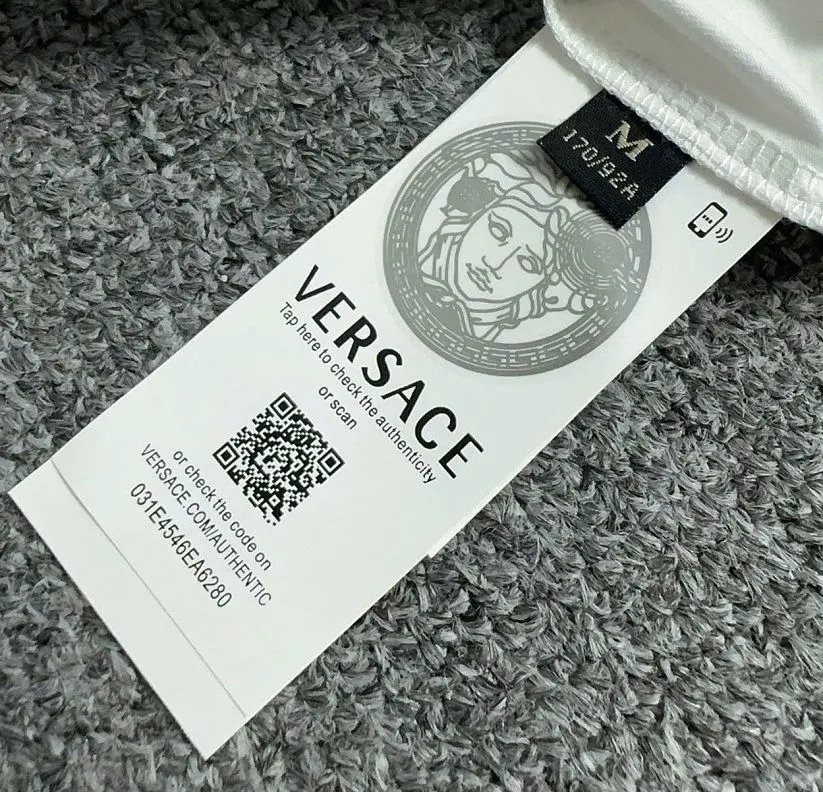 M
170/92A
VERSACE
Tap here to check the authenticity
or scan
or check the code on
VERSACE.COM/AUTHENTIC
031E4546EA6280